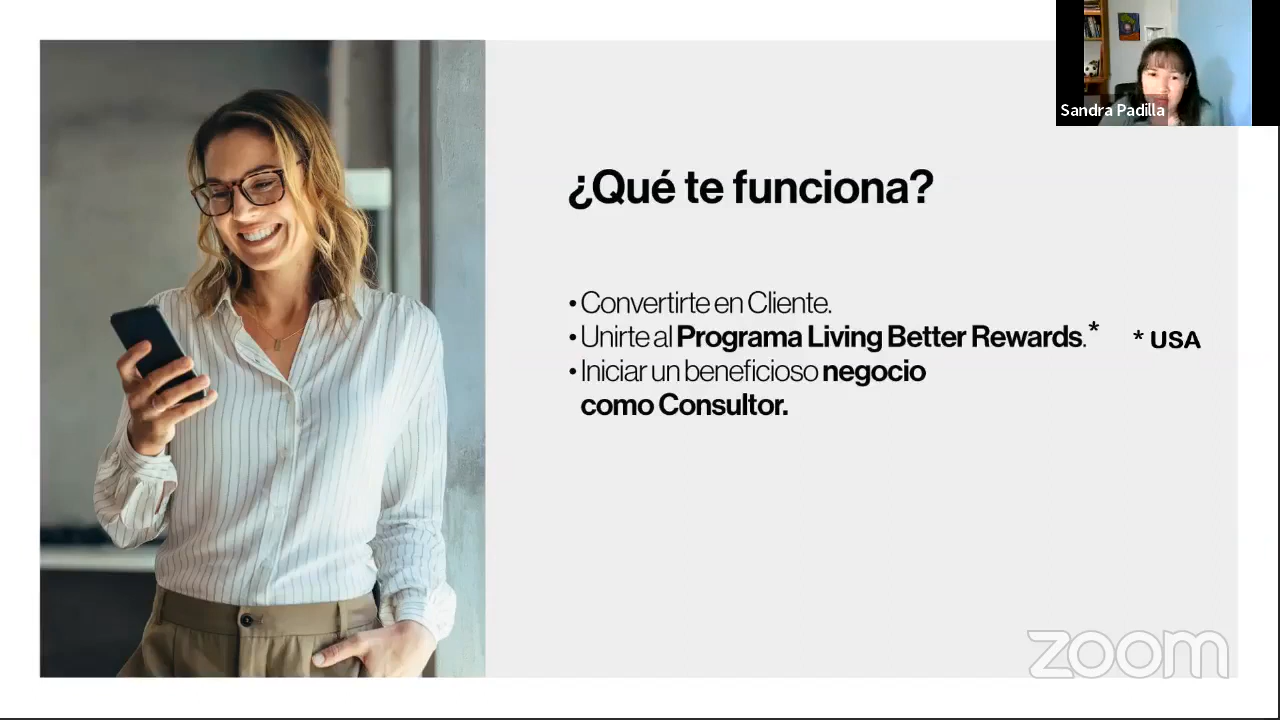 Sandra Padilla
¿Qué te funciona?
• Convertirte en Cliente.
• Unirte al Programa Living Better Rewards.* * USA
• Iniciar un beneficioso negocio
como Consultor.
zoom